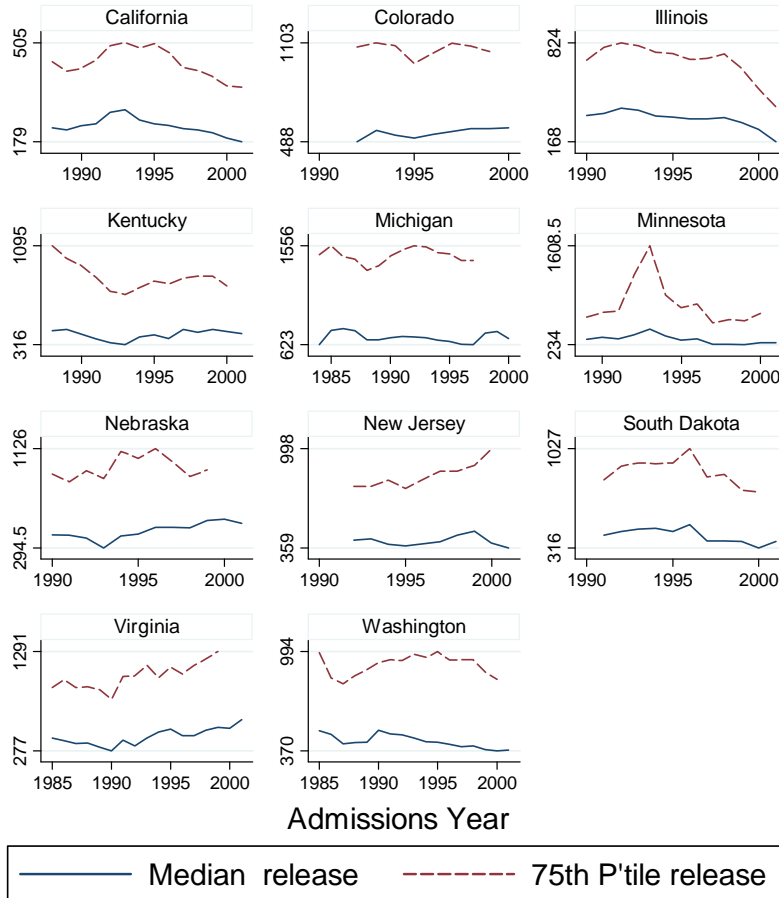 California
505
179
1990 1995 2000
Colorado
1103
488
1990 1995 2000
Illinois
824
168
1990 1995 2000
Kentucky
1095
316
1990 1995 2000
Michigan
1556
623
1985 1990 1995 2000
Minnesota
1608.5
234
1990 1995 2000
Nebraska
1126
294.5
1990 1995 2000
New Jersey
998
359
1990 1995 2000
South Dakota
1027
316
1990 1995 2000
Virginia
1291
277
1985 1990 1995 2000
Washington
994
370
1985 1990 1995 2000
Admissions Year
Median release 75th P'tile release